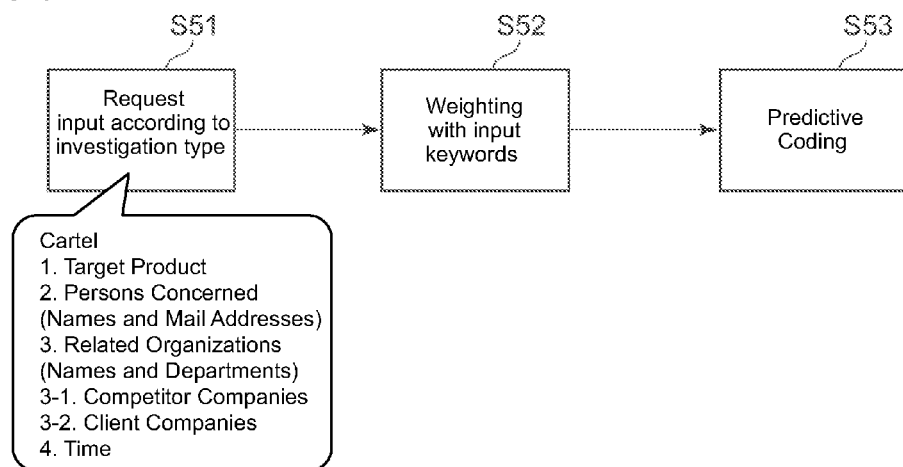 S51
S52
S53
Request
input according to
investigation type
Weighting
with input
keywords
Predictive
Coding
Cartel
1. Target Product
2. Persons Concerned
(Names and Mail Addresses)
3. Related Organizations
(Names and Departments)
3-1. Competitor Companies
3-2. Client Companies
4. Time